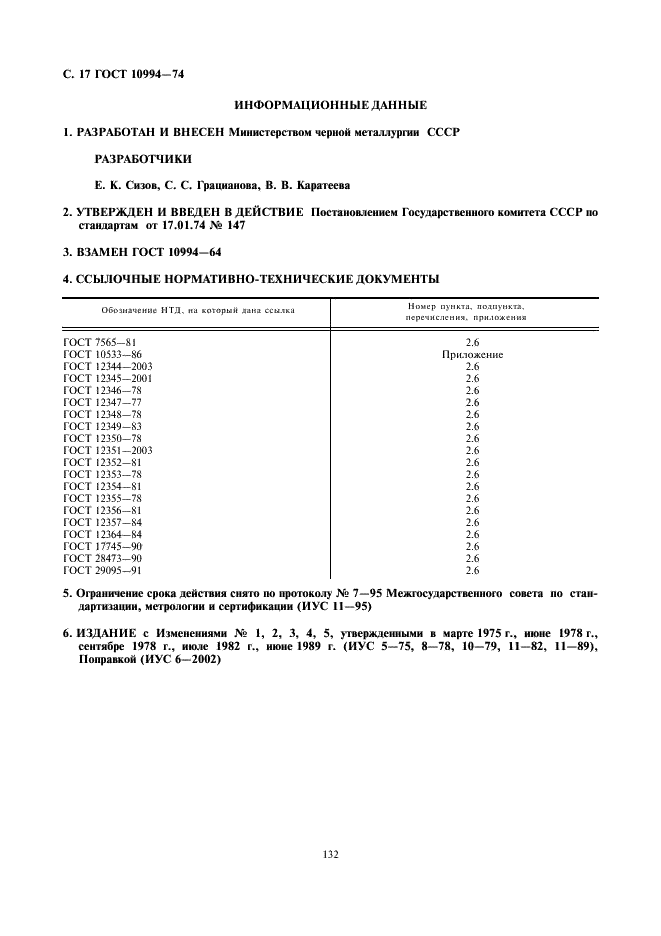 С. 17 ГОСТ 10994—74
ИНФОРМАЦИОННЫЕ ДАННЫЕ
1. РАЗРАБОТАН И ВНЕСЕН Министерством черной металлургии СССР
РАЗРАБОТЧИКИ
Е. К. Сизов, С. С. Грацианова, В. В. Каратеева
2. УТВЕРЖДЕН И ВВЕДЕН В ДЕЙСТВИЕ Постановлением Государственного комитета СССР по
стандартам от 17.01.74 № 147
3. ВЗАМЕН ГОСТ 10994—64
4. ССЫЛОЧНЫЕ НОРМАТИВНО-ТЕХНИЧЕСКИЕ ДОКУМЕНТЫ
Обозначение НТД, на который дана ссылка
Номер пункта, подпункта,
перечисления, приложения
ГОСТ 7565—81 2.6
ГОСТ 10533—86 Приложение
ГОСТ 12344—2003 2.6
ГОСТ 12345—2001 2.6
ГОСТ 12346—78 2.6
ГОСТ 12347—77 2.6
ГОСТ 12348—78 2.6
ГОСТ 12349—83 2.6
ГОСТ 12350—78 2.6
ГОСТ 12351—2003 2.6
ГОСТ 12352—81 2.6
ГОСТ 12353—78 2.6
ГОСТ 12354—81 2.6
ГОСТ 12355—78 2.6
ГОСТ 12356—81 2.6
ГОСТ 12357—84 2.6
ГОСТ 12364—84 2.6
ГОСТ 17745—90 2.6
ГОСТ 28473—90 2.6
ГОСТ 29095—91 2.6
5. Ограничение срока действия снято по протоколу № 7—95 Межгосударственного совета по стан-
дартизации, метрологии и сертификации (ИУС 11—95)
6. ИЗДАНИЕ с Изменениями № 1, 2, 3, 4, 5, утвержденными в марте 1975 г., июне 1978 г.,
сентябре 1978 г., июле 1982 г., июне 1989 г. (ИУС 5—75, 8—78, 10—79, 11—82, 11—89),
Поправкой (ИУС 6—2002)
132